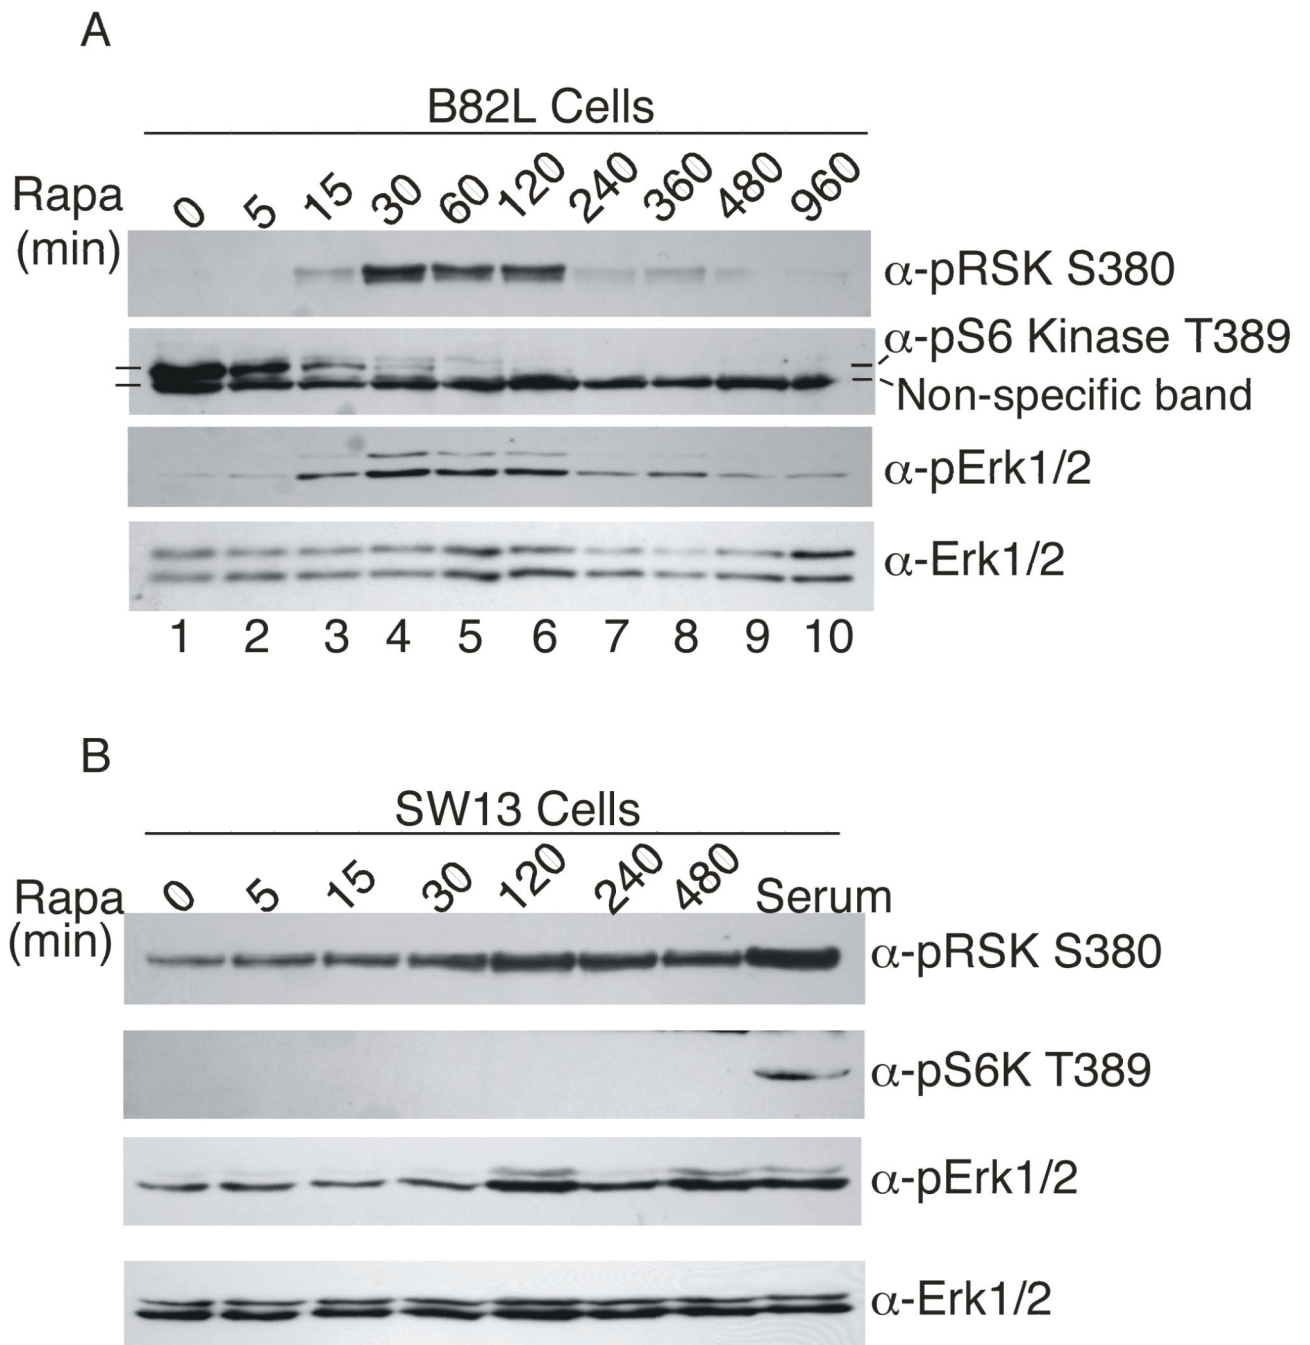 A
B82L Cells
Rapa
(min)
0 5 15 30 60 120 240 360 480 960
α-pRSK S380
α-pS6 Kinase T389
Non-specific band
α-pErk1/2
α-Erk1/2
1 2 3 4 5 6 7 8 9 10
B
SW13 Cells
Rapa
(min)
0 5 15 30 120 240 480 Serum
α-pRSK S380
α-pS6K T389
α-pErk1/2
α-Erk1/2